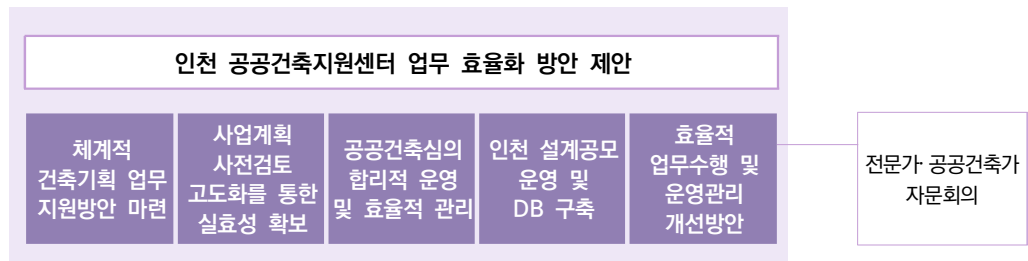 인천 공공건축지원센터 업무 효율화 방안 제안
체계적
건축기획 업무
지원방안 마련
사업계획
사전검토
고도화를 통한
실효성 확보
공공건축심의
합리적 운영
및 효율적 관리
인천 설계공모
운영 및
DB 구축
효율적
업무수행 및
운영관리
개선방안
전문가· 공공건축가
자문회의